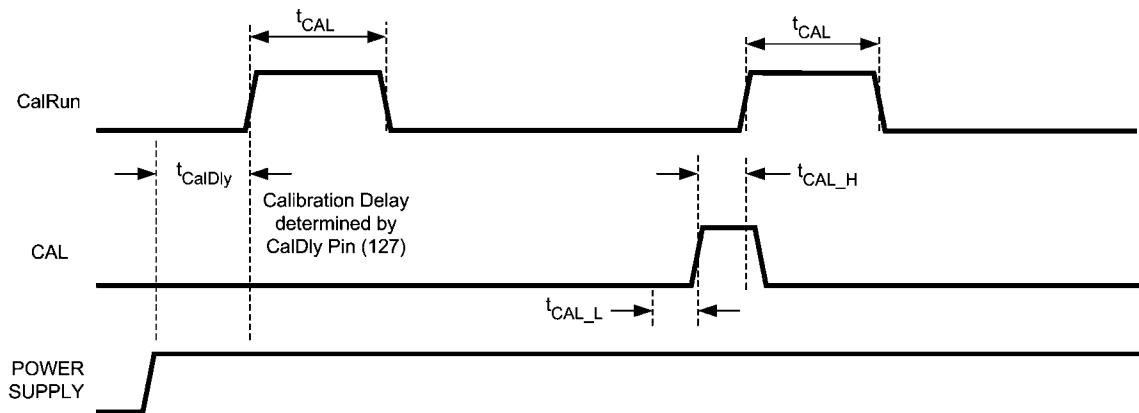 tCAL
tCAL
CalRun
tCalDly
tCAL_H
Calibration Delay
determined by
CalDly Pin (127)
CAL
tCAL_L
POWER
SUPPLY